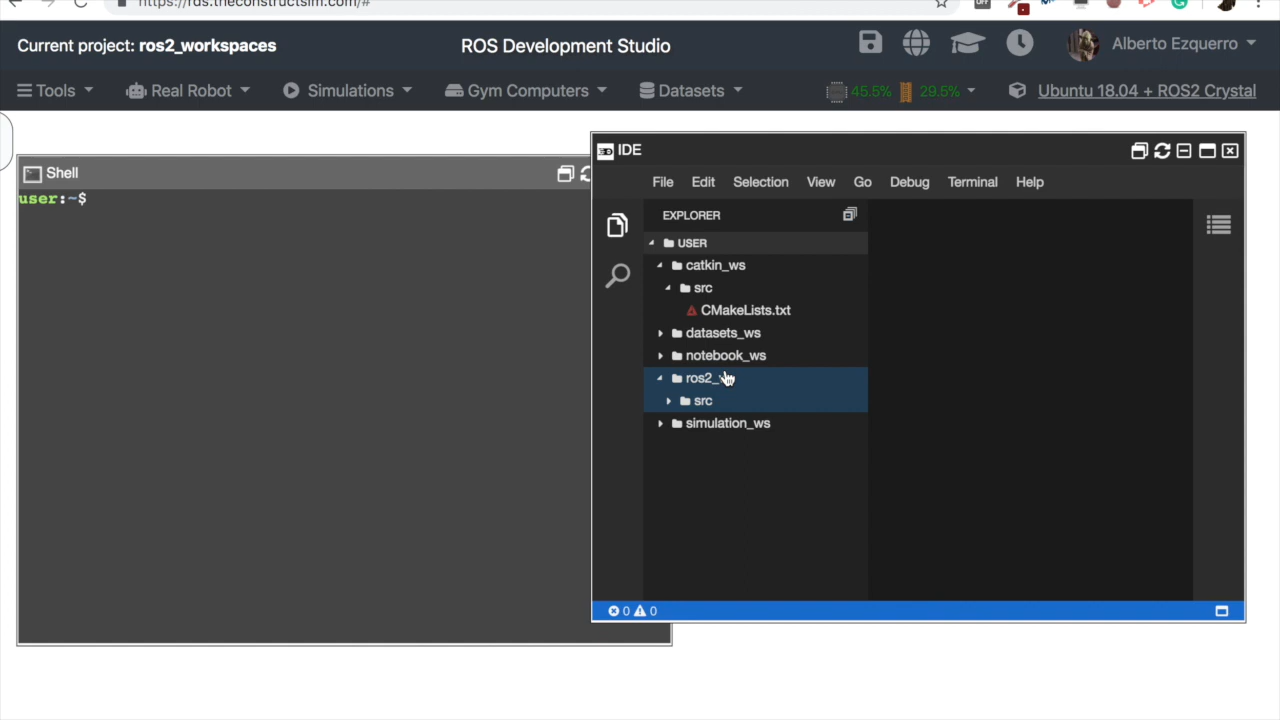 https://rds.theconstructsim.com/#
OFF
Current project: ros2_workspaces
ROS Development Studio
Alberto Ezquerro
Tools
Real Robot
Simulations
Gym Computers
Datasets
45.5%
29.5%
Ubuntu 18.04 + ROS2 Crystal
Shell
user:~$
IDE
File Edit Selection View Go Debug Terminal Help
EXPLORER
USER
catkin_ws
src
CMakeLists.txt
datasets_ws
notebook_ws
ros2_
src
simulation_ws
0 0